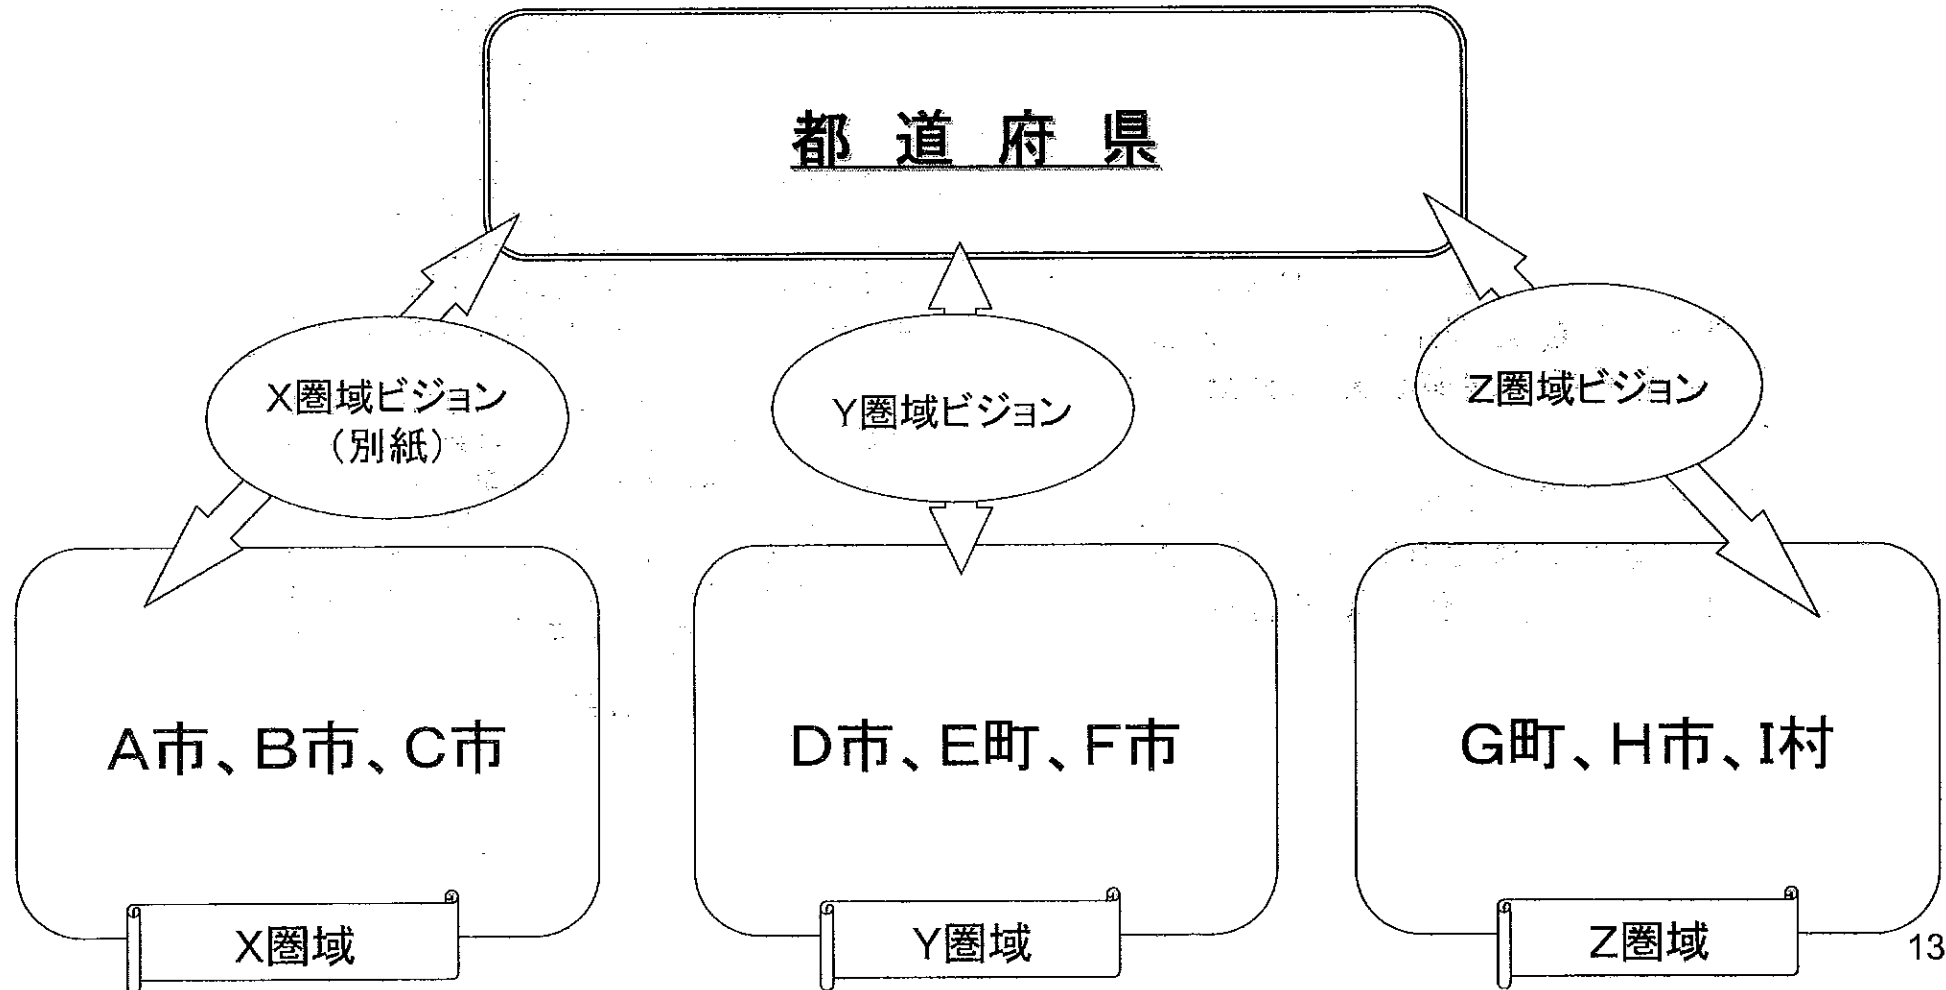 都 道 府 県
X圏域ビジョン
（別紙）
Y圏域ビジョン
Z圏域ビジョン
A市、B市、C市
D市、E町、F市
G町、H市、I村
X圏域
Y圏域
Z圏域
13